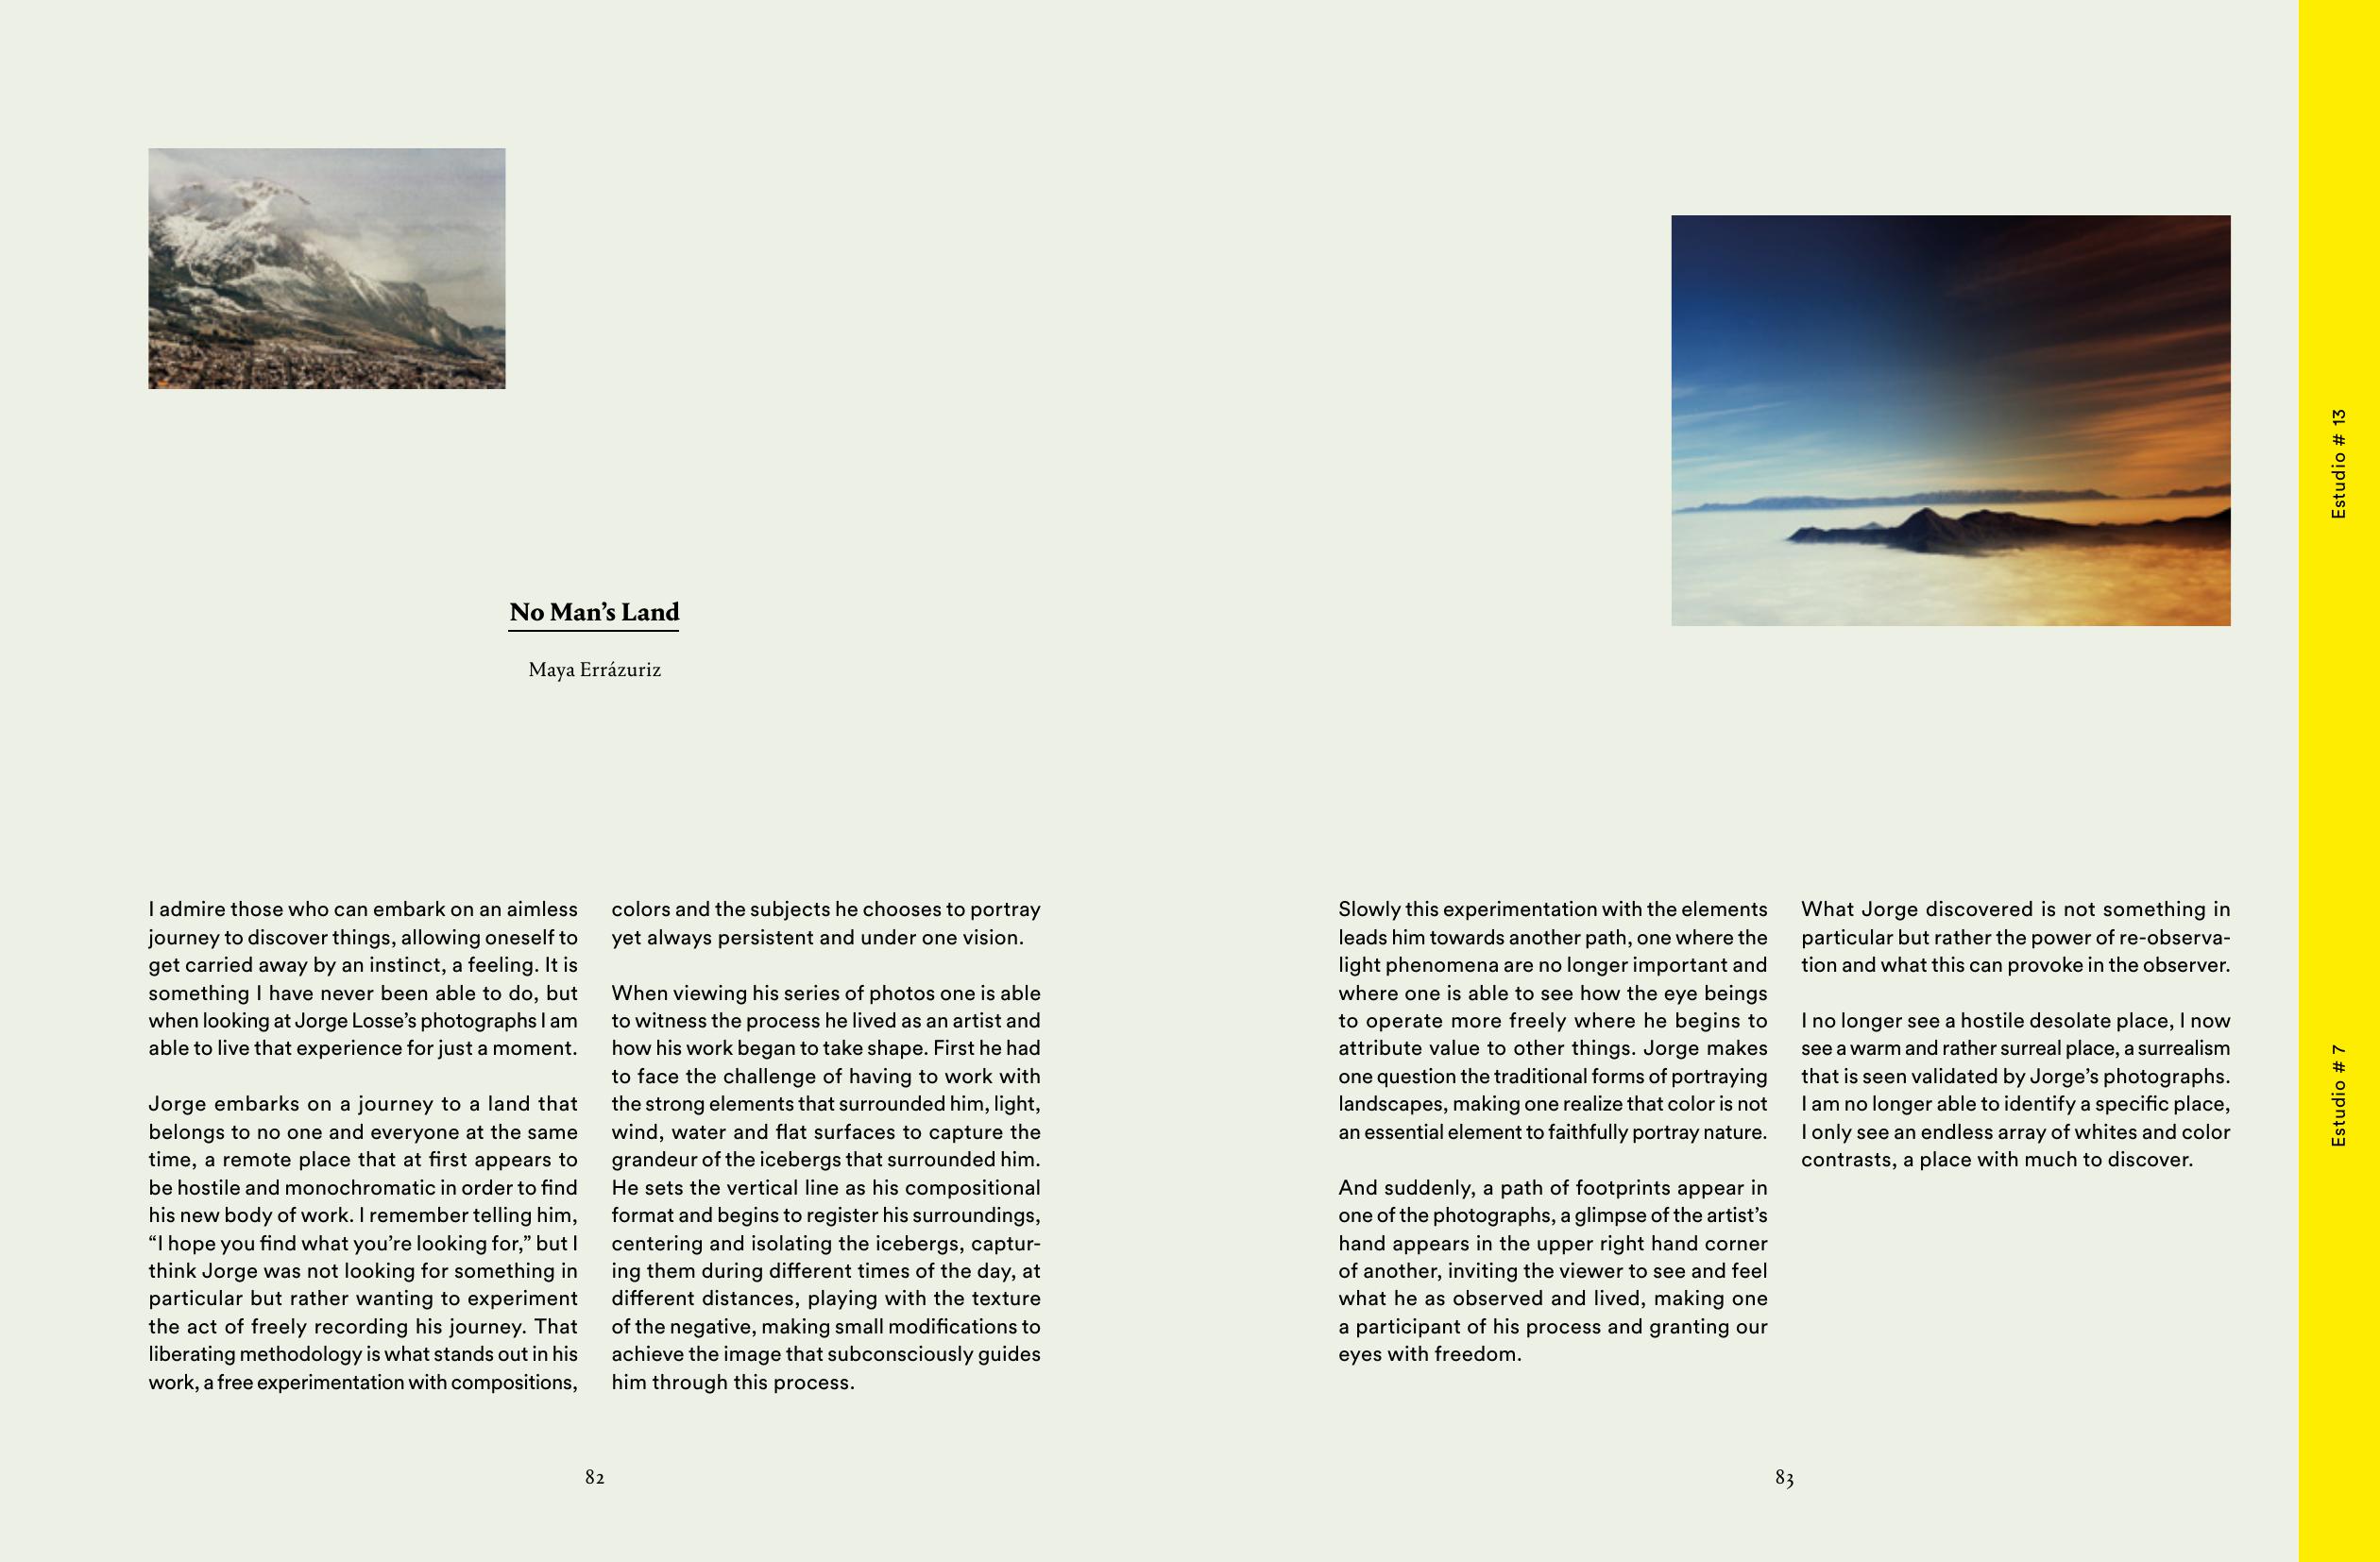 No Man’s Land
Maya Errázuriz
I admire those who can embark on an aimless
journey to discover things, allowing oneself to
get carried away by an instinct, a feeling. It is
something I have never been able to do, but
when looking at Jorge Losse’s photographs I am
able to live that experience for just a moment.
Jorge embarks on a journey to a land that
belongs to no one and everyone at the same
time, a remote place that at first appears to
be hostile and monochromatic in order to find
his new body of work. I remember telling him,
“I hope you find what you’re looking for,” but I
think Jorge was not looking for something in
particular but rather wanting to experiment
the act of freely recording his journey. That
liberating methodology is what stands out in his
work, a free experimentation with compositions,
colors and the subjects he chooses to portray
yet always persistent and under one vision.
When viewing his series of photos one is able
to witness the process he lived as an artist and
how his work began to take shape. First he had
to face the challenge of having to work with
the strong elements that surrounded him, light,
wind, water and flat surfaces to capture the
grandeur of the icebergs that surrounded him.
He sets the vertical line as his compositional
format and begins to register his surroundings,
centering and isolating the icebergs, captur-
ing them during different times of the day, at
different distances, playing with the texture
of the negative, making small modifications to
achieve the image that subconsciously guides
him through this process.
82
Slowly this experimentation with the elements
leads him towards another path, one where the
light phenomena are no longer important and
where one is able to see how the eye beings
to operate more freely where he begins to
attribute value to other things. Jorge makes
one question the traditional forms of portraying
landscapes, making one realize that color is not
an essential element to faithfully portray nature.
And suddenly, a path of footprints appear in
one of the photographs, a glimpse of the artist’s
hand appears in the upper right hand corner
of another, inviting the viewer to see and feel
what he as observed and lived, making one
a participant of his process and granting our
eyes with freedom.
What Jorge discovered is not something in
particular but rather the power of re-observa-
tion and what this can provoke in the observer.
I no longer see a hostile desolate place, I now
see a warm and rather surreal place, a surrealism
that is seen validated by Jorge’s photographs.
I am no longer able to identify a specific place,
I only see an endless array of whites and color
contrasts, a place with much to discover.
83
Estudio # 13
Estudio # 7